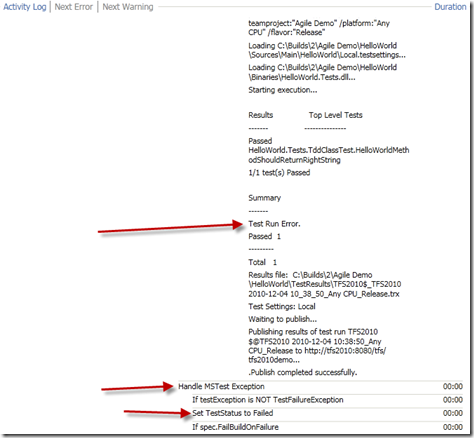 Activity Log | Next Error | Next Warning Duration
teamproject:"Agile Demo" /platform:"Any
CPU" /flavor:"Release"
Loading C:\Builds\2\Agile Demo\HelloWorld
\Sources\Main\HelloWorld\Local.testsettings...
Loading C:\Builds\2\Agile Demo\HelloWorld
\Binaries\HelloWorld.Tests.dll...
Starting execution...
Results Top Level Tests
------- ---------------
Passed
HelloWorld.Tests.TddClassTest.HelloWorldMeth
odShouldReturnRightString
1/1 test(s) Passed
Summary
-------
Test Run Error.
Passed 1
---------
Total 1
Results file: C:\Builds\2\Agile Demo
\HelloWorld\TestResults\TFS2010$_TFS2010
2010-12-04 10_38_50_Any CPU_Release.trx
Test Settings: Local
Waiting to publish...
Publishing results of test run TFS2010
$@TFS2010 2010-12-04 10:38:50_Any
CPU_Release to http://tfs2010:8080/tfs/
tfs2010demo...
.Publish completed successfully.
Handle MSTest Exception 00:00
If testException is NOT TestFailureException 00:00
Set TestStatus to Failed 00:00
If spec.FailBuildOnFailure 00:00